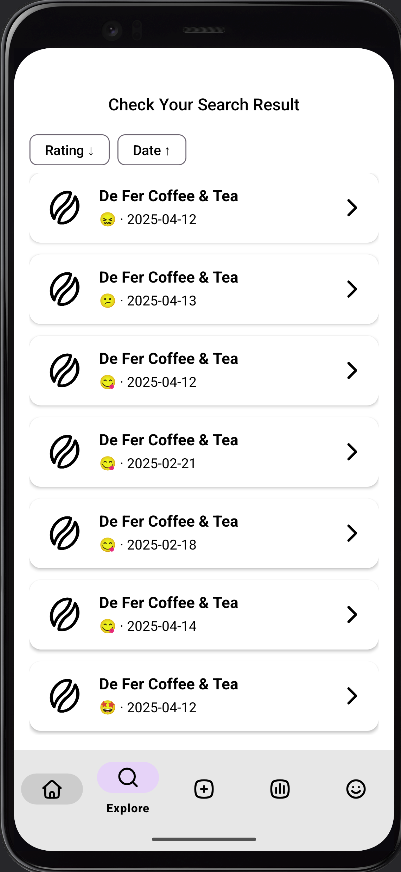 Check Your Search Result
Rating ↓
Date ↑
De Fer Coffee & Tea
😖 · 2025-04-12
De Fer Coffee & Tea
😕 · 2025-04-13
De Fer Coffee & Tea
😋 · 2025-04-12
De Fer Coffee & Tea
😋 · 2025-02-21
De Fer Coffee & Tea
😋 · 2025-02-18
De Fer Coffee & Tea
😋 · 2025-04-14
De Fer Coffee & Tea
🤩 · 2025-04-12
Explore